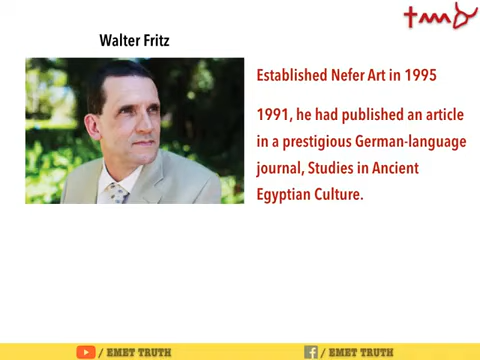 Walter Fritz
Established Nefer Art in 1995
1991, he had published an article
in a prestigious German-language
journal, Studies in Ancient
Egyptian Culture.
/ EMET TRUTH
/ EMET TRUTH